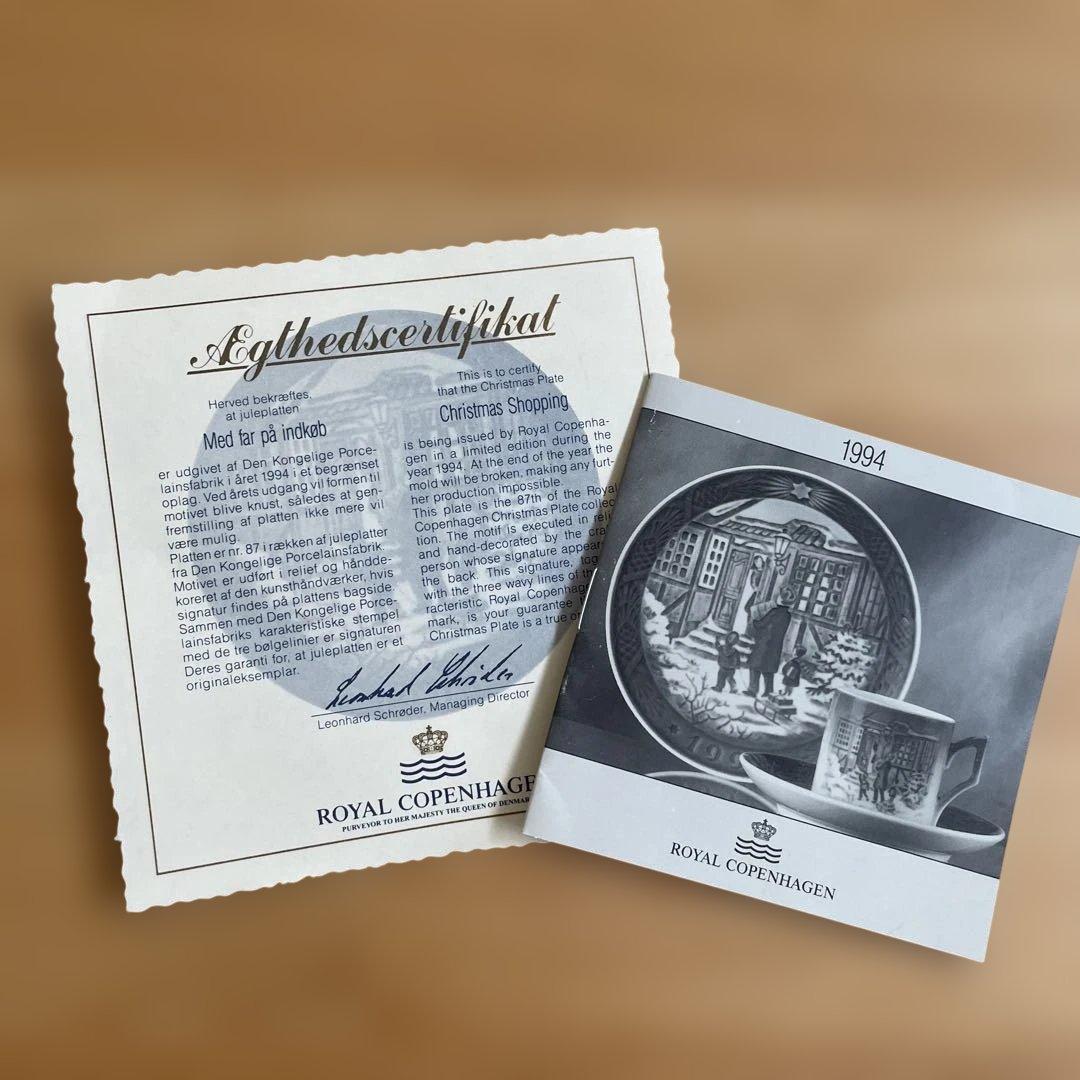 Ægthedscertifikat
Herved bekræftes,
at juleplatten
Med far på indkøb
er udgivet af Den Kongelige Porce-
lainsfabrik i året 1994 i et begrænset
oplag. Ved årets udgang vil formen til
motivet blive knust, således at gen-
fremstilling af platten ikke mere vil
være mulig.
Platten er nr. 87 i rækken af juleplatter
fra Den Kongelige Porcelainsfabrik.
Motivet er udført i relief og håndde-
koreret af den kunsthåndværker, hvis
signatur findes på plattens bagside.
Sammen med Den Kongelige Porce-
lainsfabriks karakteristiske stempel
med de tre bølgelinier er signaturen
Deres garanti for, at juleplatten er et
originaleksemplar.
This is to certify
that the Christmas Plate
Christmas Shopping
is being issued by Royal Copenha-
gen in a limited edition during the
year 1994. At the end of the year the
mold will be broken, making any furt-
her production impossible.
This plate is the 87th of the Royal
Copenhagen Christmas Plate collec
tion. The motif is executed in reli
and hand-decorated by the cra
person whose signature appear
the back. This signature, tog
with the three wavy lines of th
acteristic Royal Copenhag
mark, is your guarantee
Christmas Plate is a true or
Leonhard Schrøder
Leonhard Schrøder, Managing Director
ROYAL COPENHAGE
PURVEYOR TO HER MAJESTY THE QUEEN OF DENMAR
1994
19
ROYAL COPENHAGEN